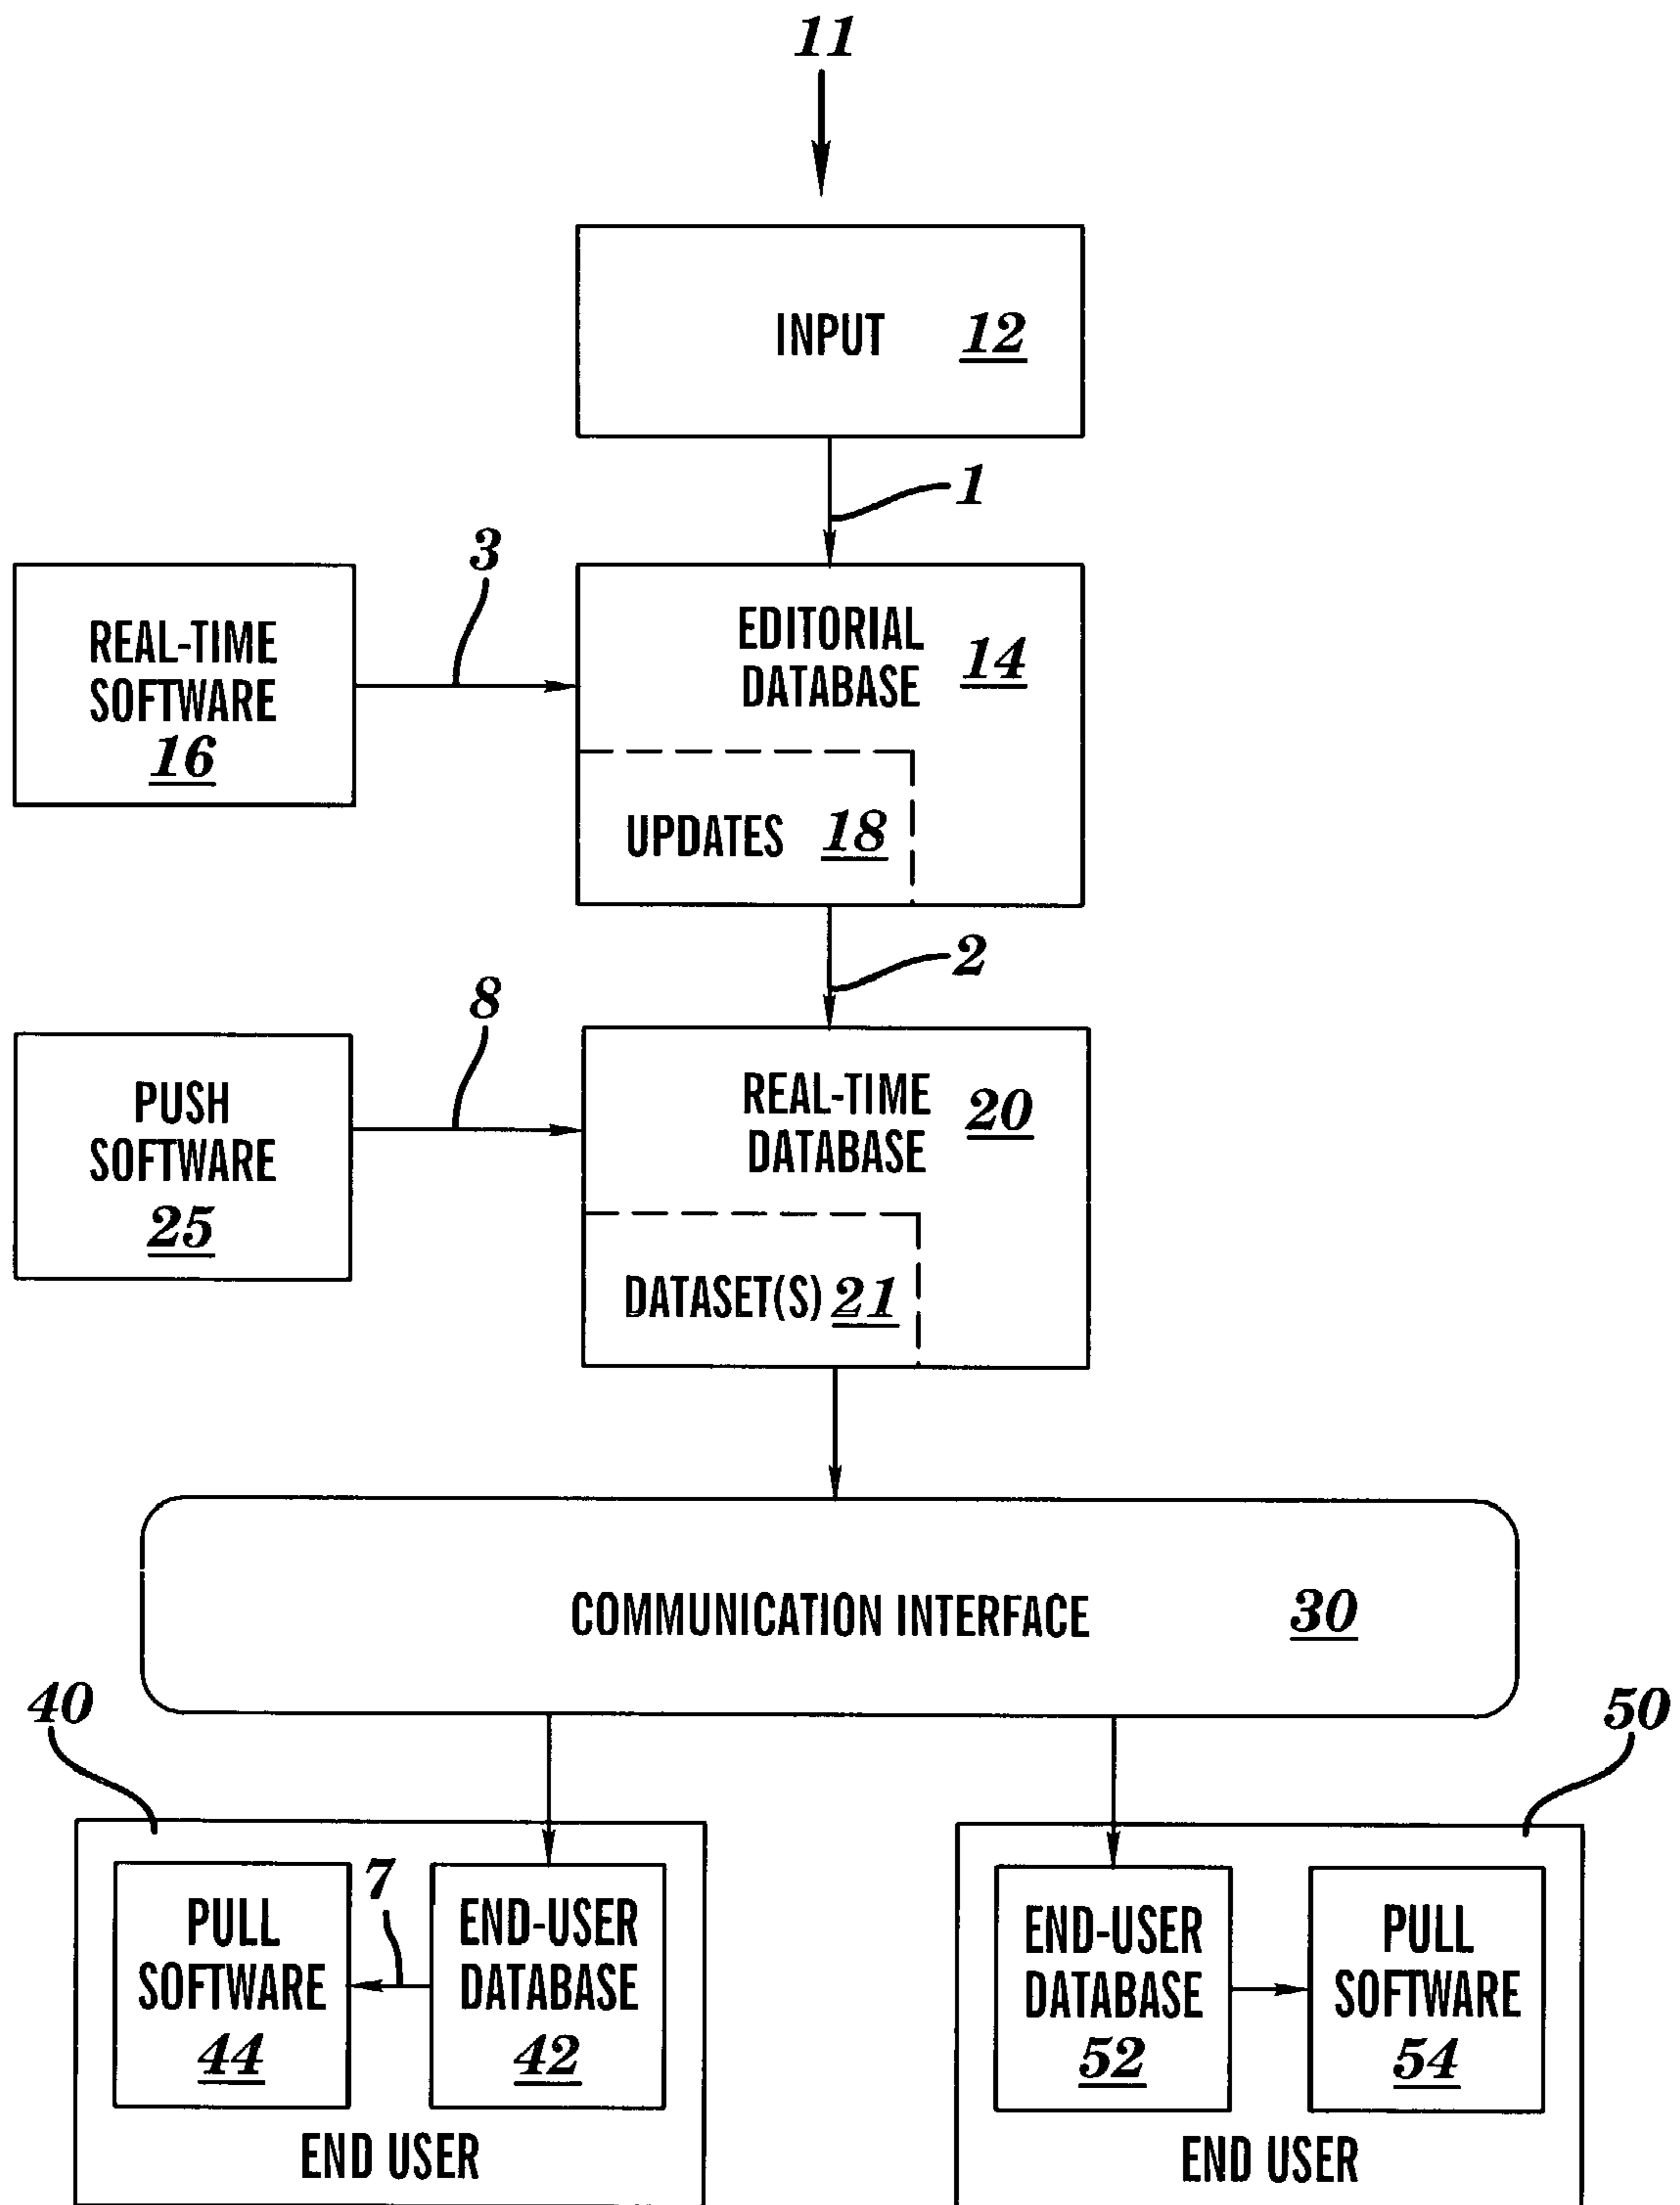 11
INPUT 12
1
3
REAL-TIME
SOFTWARE
16
EDITORIAL
DATABASE 14
UPDATES 18
2
8
PUSH
SOFTWARE
25
REAL-TIME
DATABASE 20
DATASET(S) 21
COMMUNICATION INTERFACE 30
40
50
7
PULL
SOFTWARE
44
END-USER
DATABASE
42
END USER
END-USER
DATABASE
52
PULL
SOFTWARE
54
END USER